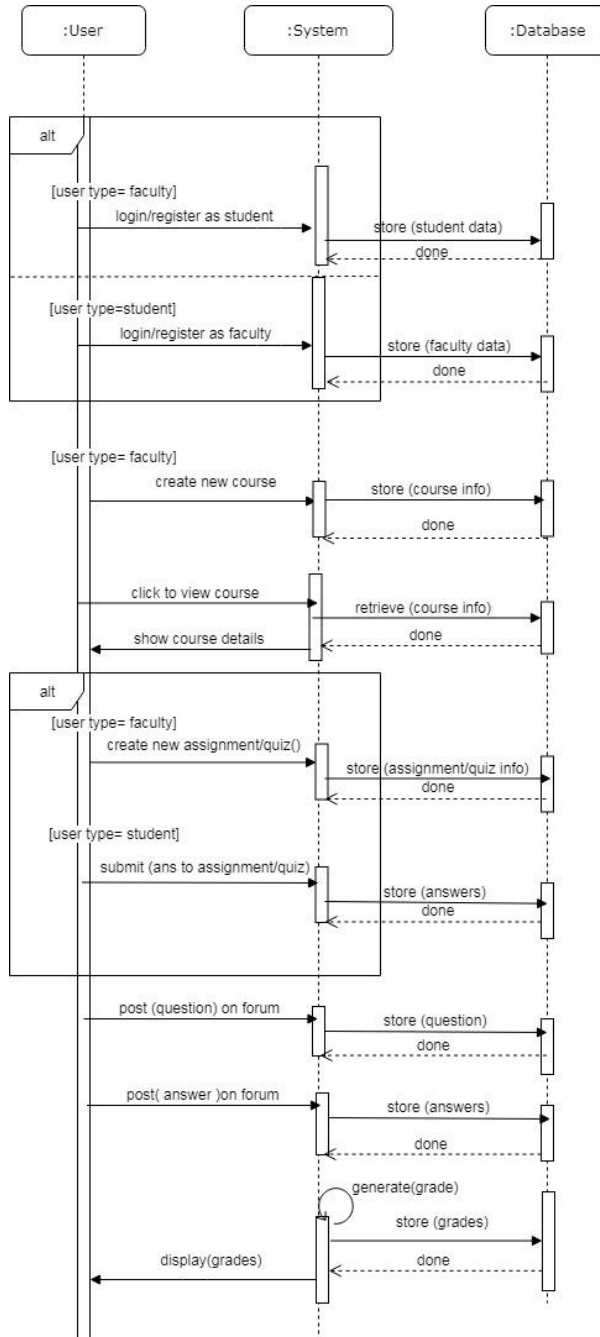 :User
:System
:Database
alt
[user type= faculty]
login/register as student
store (student data)
done
[user type=student]
login/register as faculty
store (faculty data)
done
[user type= faculty]
create new course
store (course info)
done
click to view course
retrieve (course info)
show course details
done
alt
[user type= faculty]
create new assignment/quiz()
store (assignment/quiz info)
done
[user type= student]
submit (ans to assignment/quiz)
store (answers)
done
post (question) on forum
store (question)
done
post( answer )on forum
store (answers)
done
generate(grade)
store (grades)
display(grades)
done